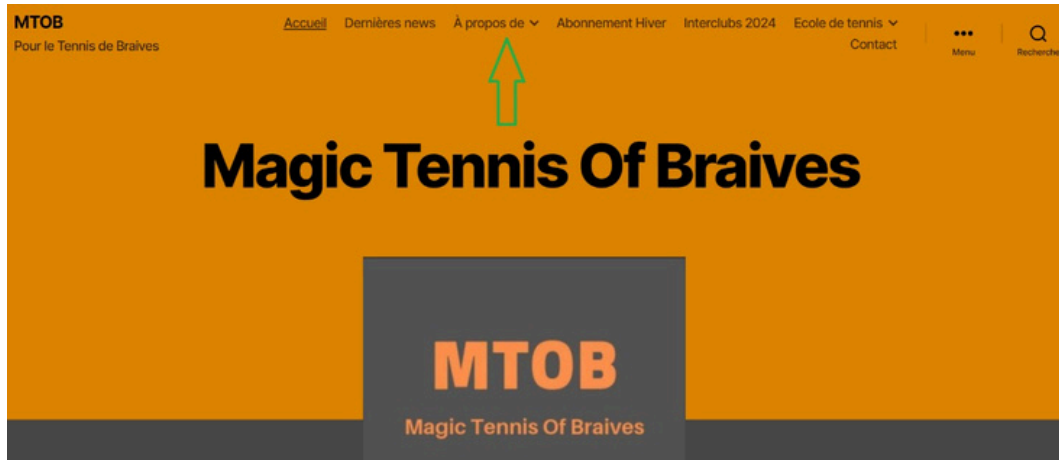 MTOB
Pour le Tennis de Braives
Accueil Dernières news À propos de Abonnement Hiver Interclubs 2024 Ecole de tennis
Contact
Menu
Recherche
Magic Tennis Of Braives
MTOB
Magic Tennis Of Braives